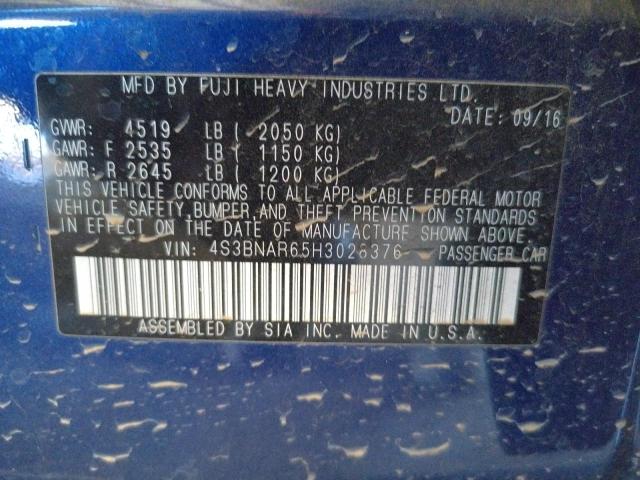 MFD BY FUJI HEAVY INDUSTRIES LTD.
DATE: 09/16
GVWR: 4519 LB ( 2050 KG)
GAWR: F 2535 LB ( 1150 KG)
GAWR: R 2645 LB ( 1200 KG)
THIS VEHICLE CONFORMS TO ALL APPLICABLE FEDERAL MOTOR
VEHICLE SAFETY,BUMPER,AND THEFT PREVENTION STANDARDS
IN EFFECT ON THE DATE OF MANUFACTURE SHOWN ABOVE.
VIN: 4S3BNAR65H3026376 PASSENGER CAR
ASSEMBLED BY SIA INC. MADE IN U.S.A.